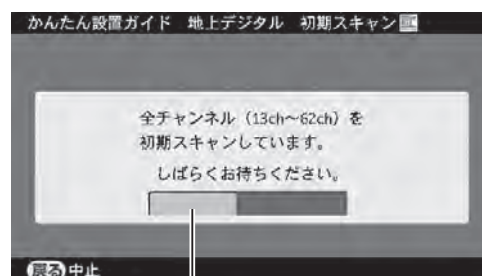 かんたん設置ガイド 地上デジタル 初期スキャン
全チャンネル（13ch～62ch）を
初期スキャンしています。
しばらくお待ちください。
戻る 中止